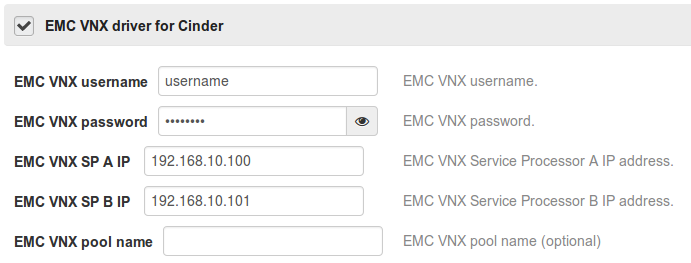 EMC VNX driver for Cinder
EMC VNX username username EMC VNX username.
EMC VNX password •••••••• EMC VNX password.
EMC VNX SP A IP 192.168.10.100 EMC VNX Service Processor A IP address.
EMC VNX SP B IP 192.168.10.101 EMC VNX Service Processor B IP address.
EMC VNX pool name EMC VNX pool name (optional)